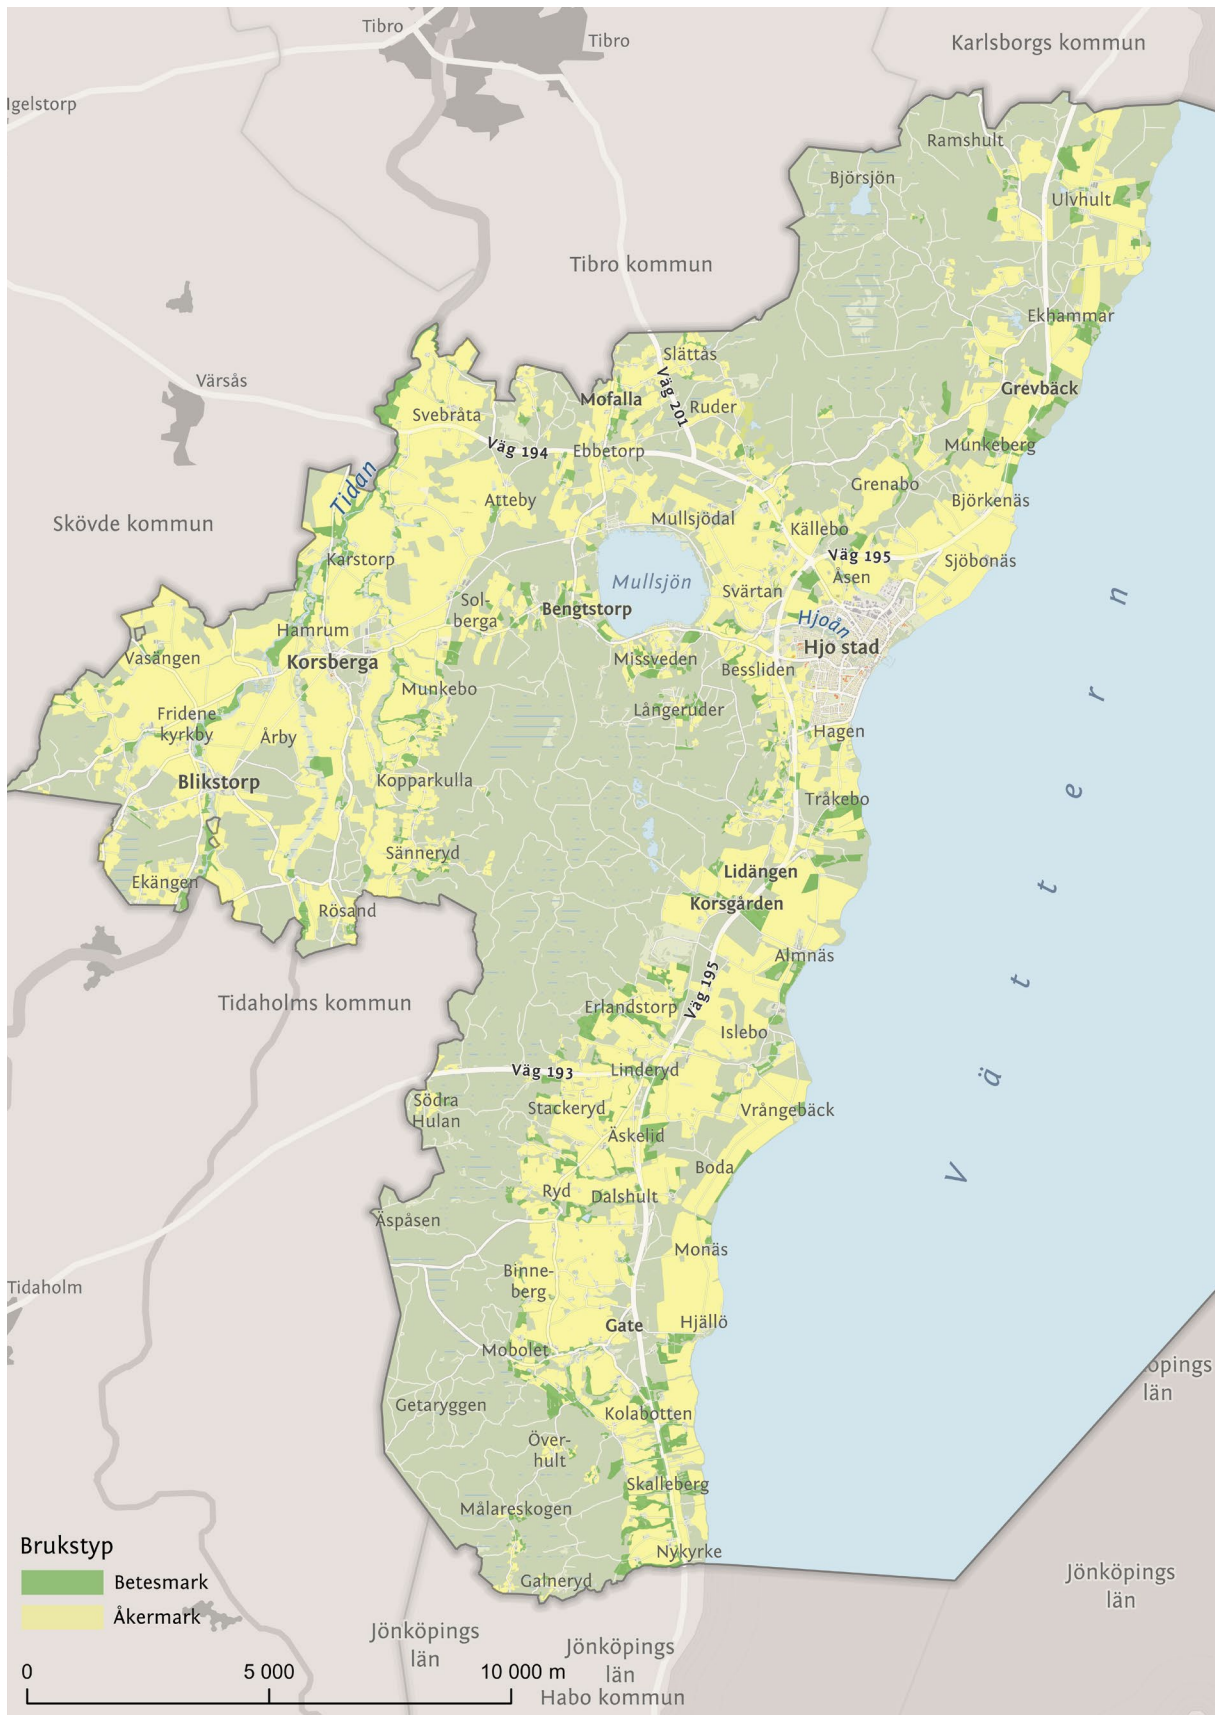 Tibro
Tibro
Karlsborgs kommun
Igelstorp
Ramshult
Björsjön
Ulvhult
Tibro kommun
Ekhammar
Slättås
Värsås
Väg 201
Grevbäck
Mofalla
Ruder
Svebråta
Munkeberg
Väg 194
Ebbetorp
Tidan
Grenabo
Atteby
Björkenäs
Mullsjödal
Skövde kommun
Källebo
Väg 195
Karstorp
Sjöbonäs
Åsen
Mullsjön
Svärtan
Sol-
berga
Bengtstorp
Hjoån
Hamrum
Hjo stad
Vasängen
Korsberga
Missveden
Bessliden
Munkebo
Långeruder
Fridene
kyrkby
Årby
Hagen
Blikstorp
Kopparkulla
Tråkebo
Sänneryd
Lidängen
Ekängen
Korsgården
Rösand
Almnäs
Väg 195
Tidaholms kommun
Erlandstorp
Islebo
Väg 193
Linderyd
Södra
Hulan
Stackeryd
Vrångebäck
Äskelid
Boda
Vättern
Ryd
Dalshult
Äspåsen
Monäs
Binne-
berg
Tidaholm
Gate
Hjällö
Mobolet
öpings
län
Getaryggen
Kolabotten
Över-
hult
Skalleberg
Målareskogen
Brukstyp
Nykyrke
Betesmark
Galneryd
Jönköpings
län
Åkermark
Jönköpings
län
Jönköpings
län
Habo kommun
0 5 000 10 000 m